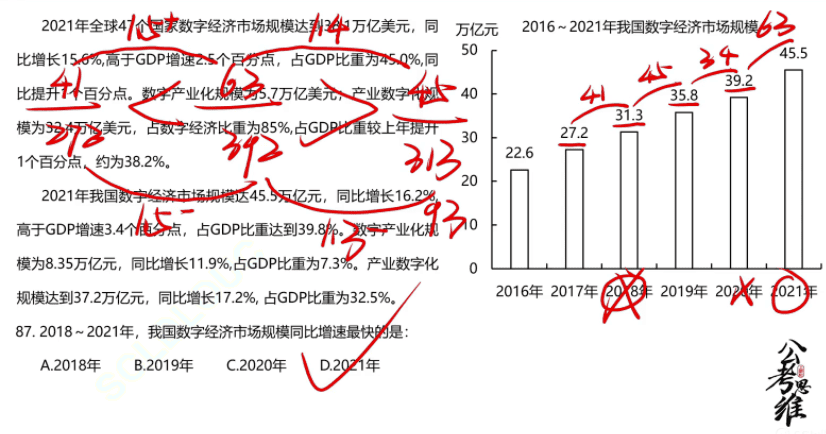 2021年全球47个国家数字经济市场规模达到38.1万亿美元，同
比增长15.6%,高于GDP增速2.5个百分点，占GDP比重为45.0%,同
比提升1个百分点。数字产业化规模为5.7万亿美元；产业数字化规
模为32.4万亿美元，占数字经济比重为85%,占GDP比重较上年提升
1个百分点，约为38.2%。
2021年我国数字经济市场规模达45.5万亿元，同比增长16.2%,
高于GDP增速3.4个百分点，占GDP比重达到39.8%。数字产业化规
模为8.35万亿元，同比增长11.9%,占GDP比重为7.3%。产业数字化
规模达到37.2万亿元，同比增长17.2%, 占GDP比重为32.5%。
87. 2018～2021年，我国数字经济市场规模同比增速最快的是：
A.2018年 B.2019年 C.2020年 D.2021年
15+ 14
41 63 45
272 392 313
15- 13- 93
万亿元 2016～2021年我国数字经济市场规模
50
40
30
20
10
0
22.6 27.2 31.3 35.8 39.2 45.5
41 45 34 63
2016年 2017年 2018年 2019年 2020年 2021年
公考思维